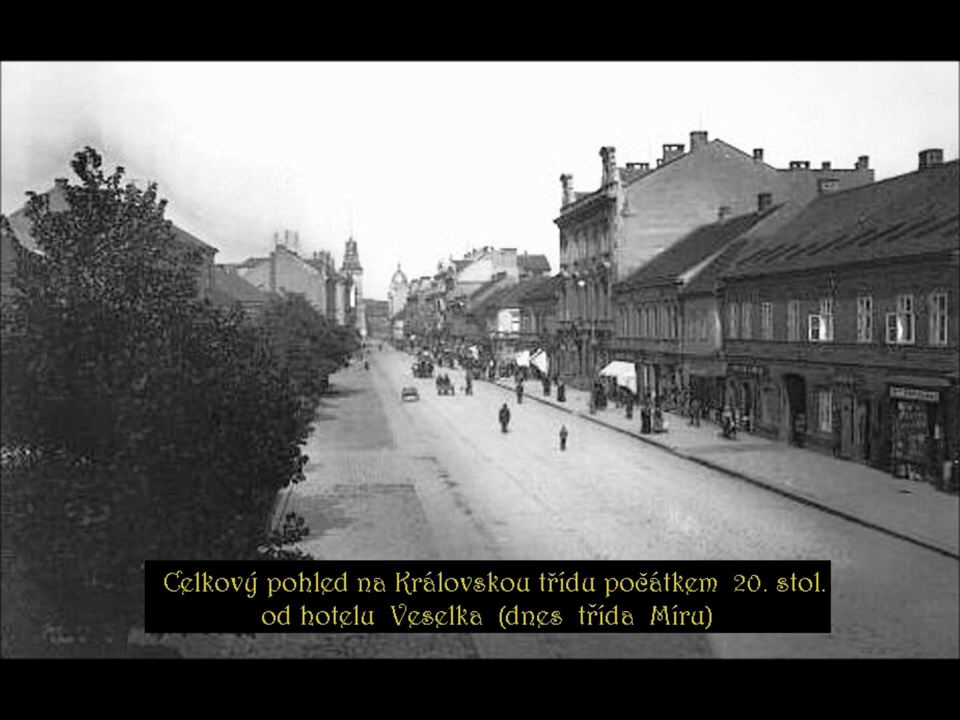 Celkový pohled na Královskou třídu počátkem 20. stol.
od hotelu Veselka (dnes třída Míru)